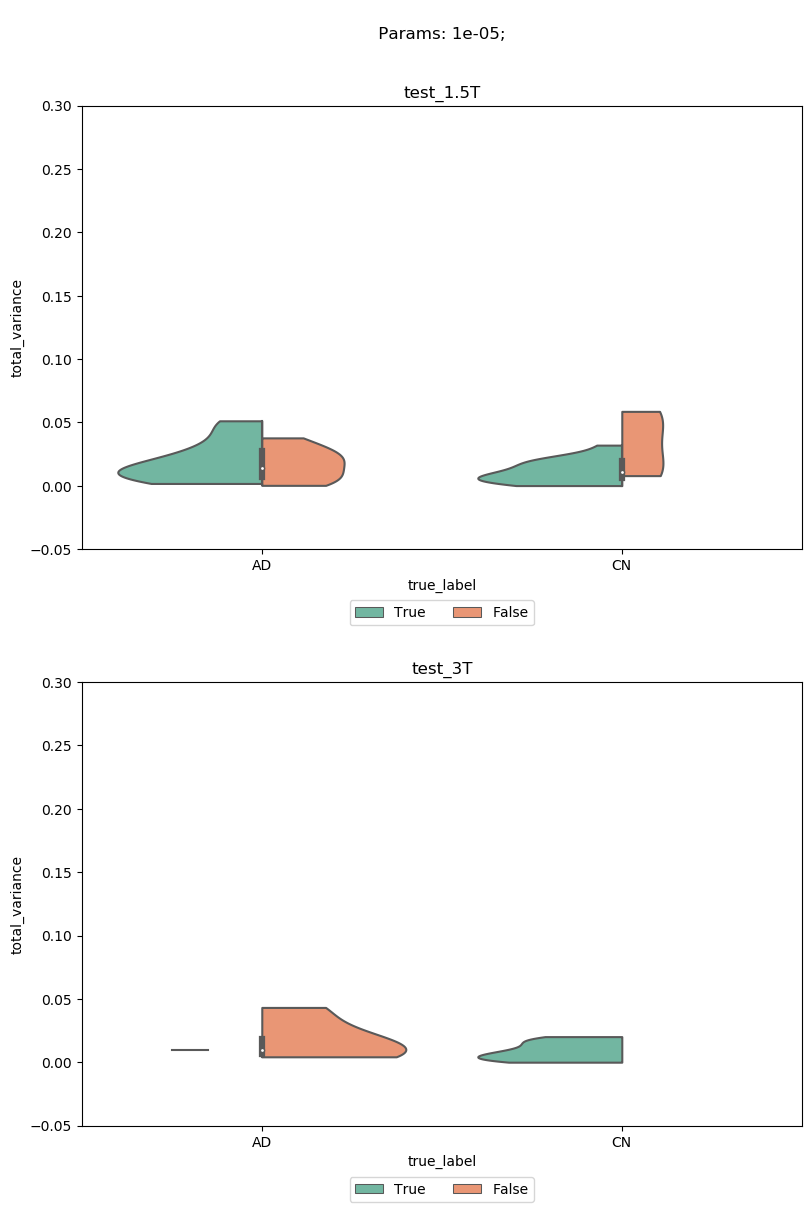 Params: 1e-05;
test_1.5T
0.30
0.25
0.20
0.15
0.10
0.05
0.00
−0.05
total_variance
AD CN
true_label
True False
test_3T
0.30
0.25
0.20
0.15
0.10
0.05
0.00
−0.05
total_variance
AD CN
true_label
True False